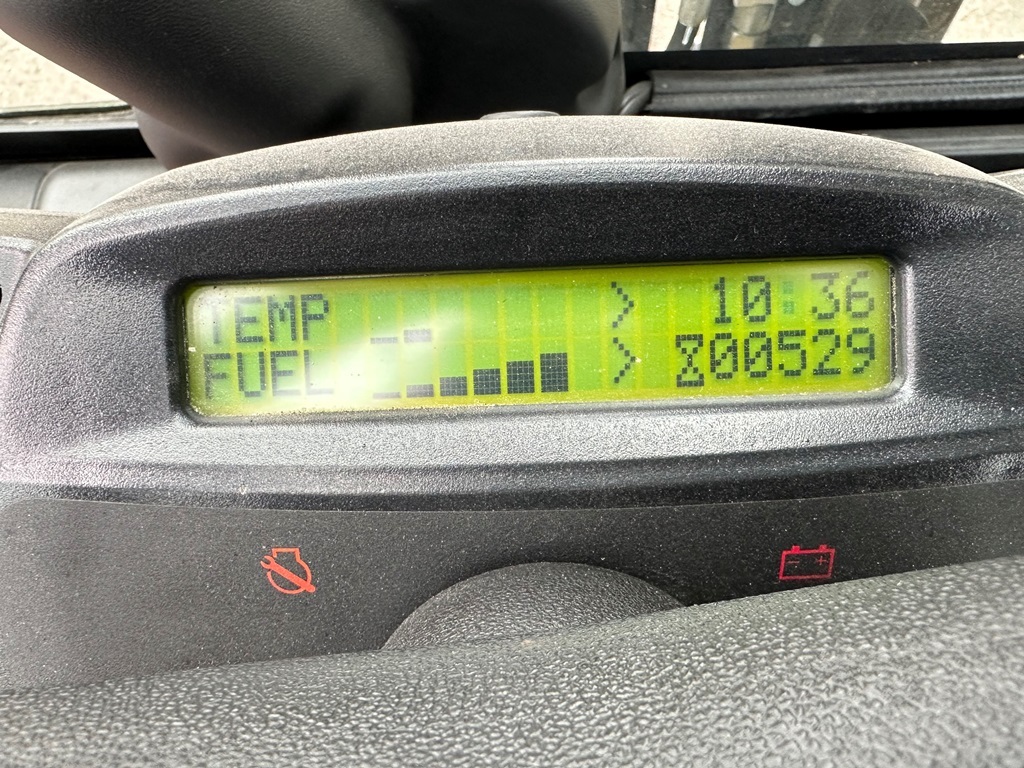 TEMP > 10:36
FUEL > 00529
- +